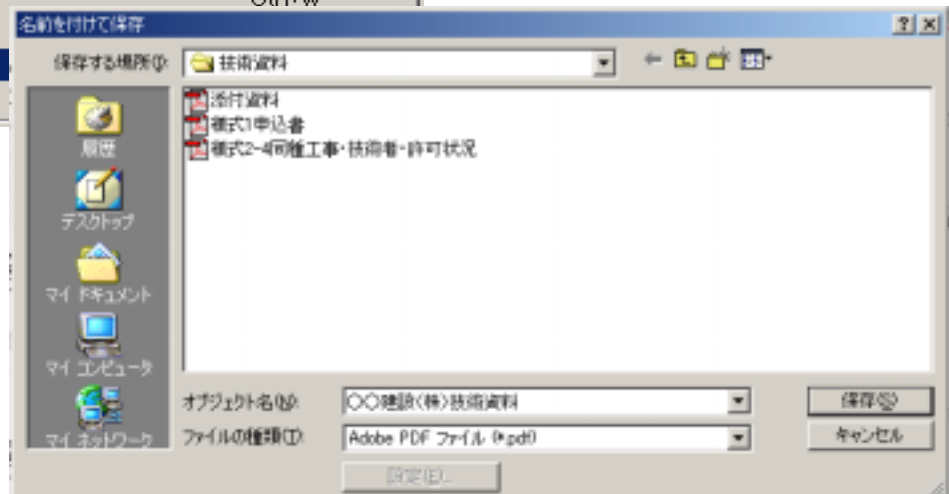 Ctrl+W
名前を付けて保存
保存する場所(I):
技術資料
添付資料
様式1申込書
様式2-4同種工事・技術者・許可状況
履歴
デスクトップ
マイ ドキュメント
マイ コンピュータ
マイ ネットワーク
オブジェクト名(N):
〇〇建設(株)技術資料
保存(S)
ファイルの種類(T):
Adobe PDF ファイル (*.pdf)
キャンセル
設定(E)...